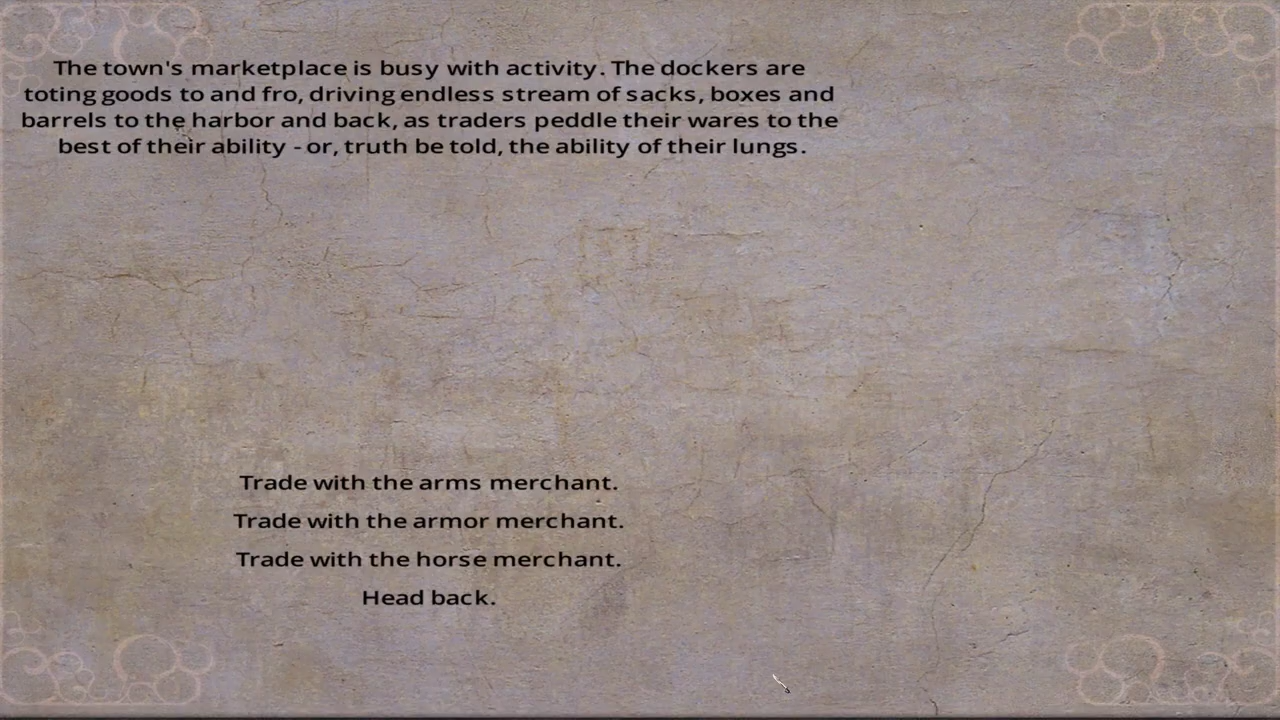 The town's marketplace is busy with activity. The dockers are
toting goods to and fro, driving endless stream of sacks, boxes and
barrels to the harbor and back, as traders peddle their wares to the
best of their ability - or, truth be told, the ability of their lungs.
Trade with the arms merchant.
Trade with the armor merchant.
Trade with the horse merchant.
Head back.